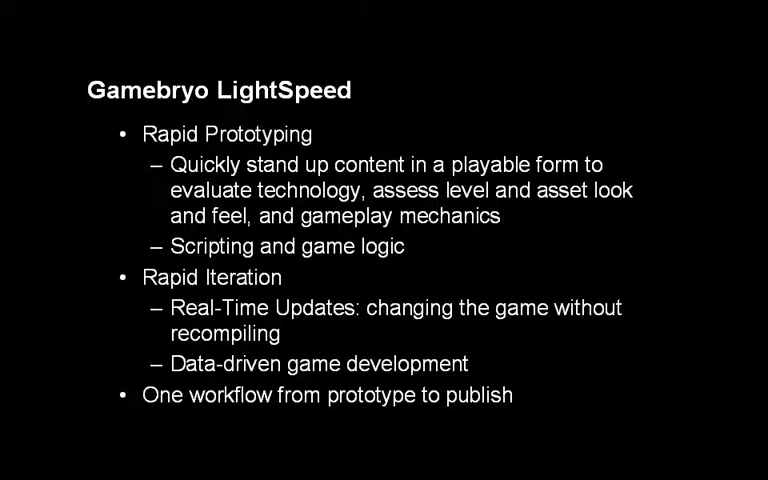 Gamebryo LightSpeed
• Rapid Prototyping
– Quickly stand up content in a playable form to
evaluate technology, assess level and asset look
and feel, and gameplay mechanics
– Scripting and game logic
• Rapid Iteration
– Real-Time Updates: changing the game without
recompiling
– Data-driven game development
• One workflow from prototype to publish